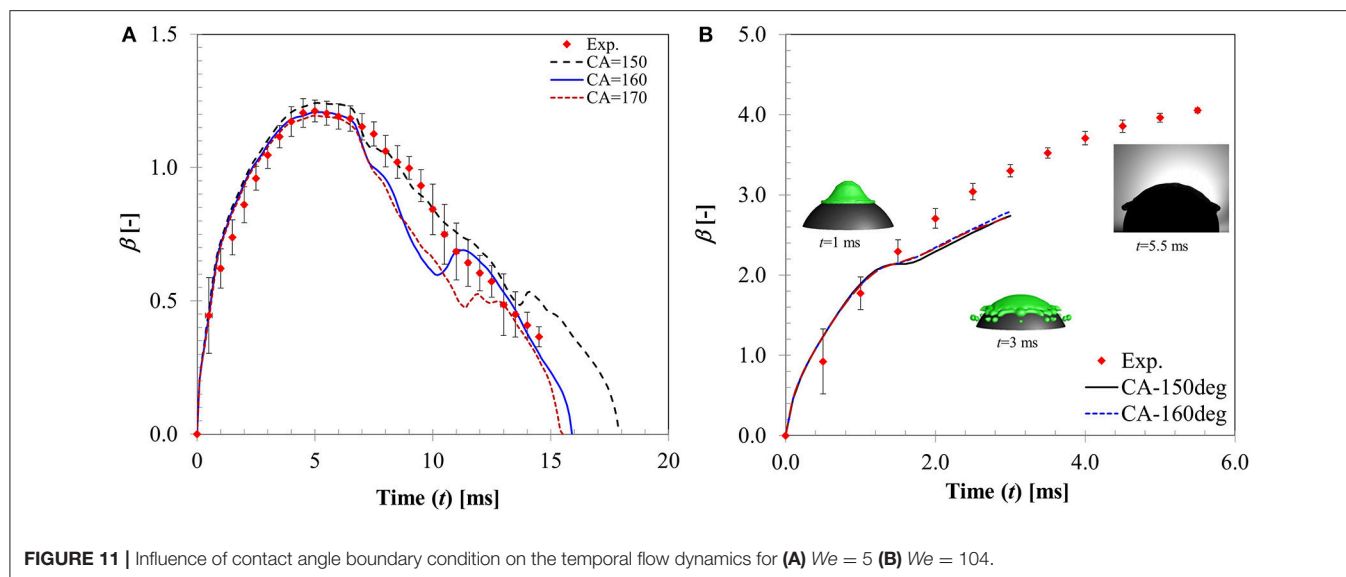 A
1.5
1.0
0.5
0.0
β [-]
0
5
10
15
20
Time (t) [ms]
Exp.
CA=150
CA=160
CA=170
B
5.0
4.0
3.0
2.0
1.0
0.0
β [-]
0.0
2.0
4.0
6.0
Time (t) [ms]
t=1 ms
t=3 ms
t=5.5 ms
Exp.
CA-150deg
CA-160deg
FIGURE 11 | Influence of contact angle boundary condition on the temporal flow dynamics for (A) We = 5 (B) We = 104.